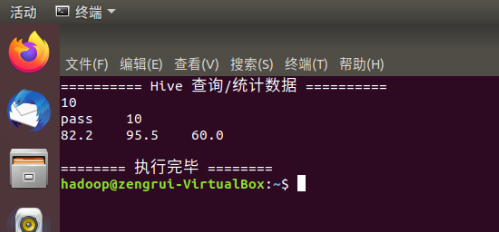 活动 终端
文件(F) 编辑(E) 查看(V) 搜索(S) 终端(T) 帮助(H)
========== Hive 查询/统计数据 ==========
10
pass 10
82.2 95.5 60.0
======== 执行完毕 ========
hadoop@zengrui-VirtualBox:~$